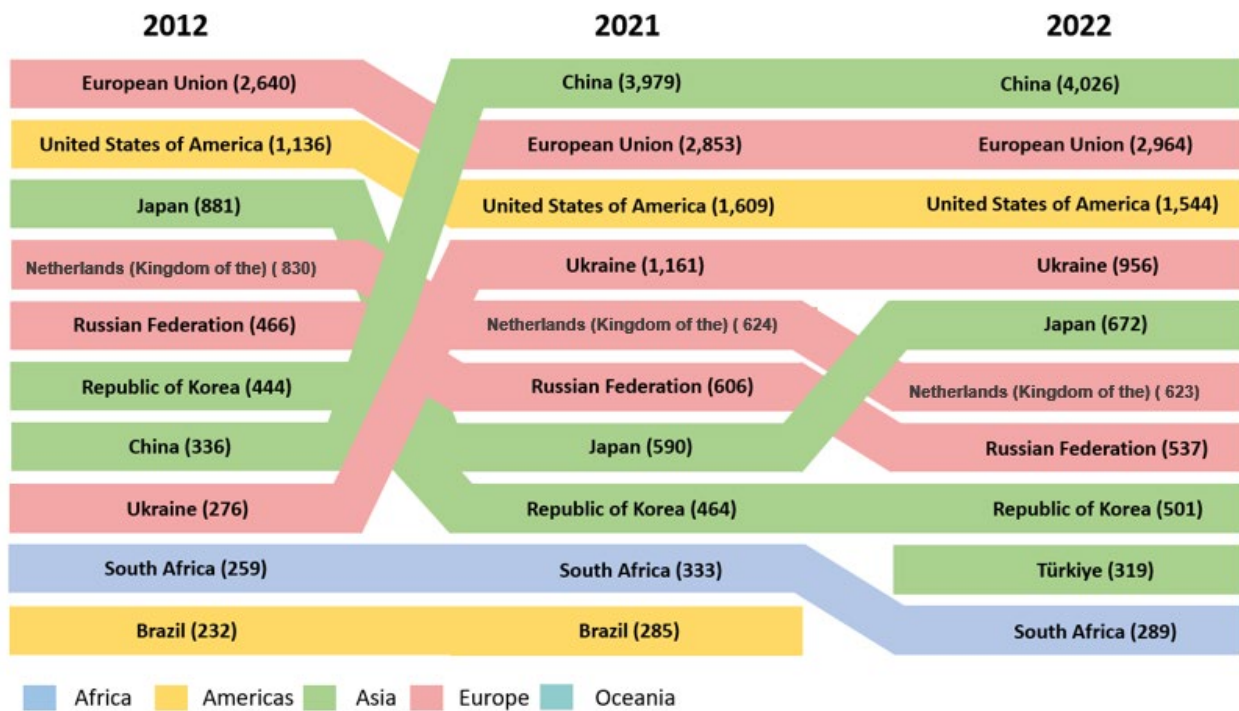 2012 2021 2022
European Union (2,640) China (3,979) China (4,026)
United States of America (1,136) European Union (2,853) European Union (2,964)
Japan (881) United States of America (1,609) United States of America (1,544)
Netherlands (Kingdom of the) ( 830) Ukraine (1,161) Ukraine (956)
Russian Federation (466) Netherlands (Kingdom of the) ( 624) Japan (672)
Republic of Korea (444) Russian Federation (606) Netherlands (Kingdom of the) ( 623)
China (336) Japan (590) Russian Federation (537)
Ukraine (276) Republic of Korea (464) Republic of Korea (501)
South Africa (259) South Africa (333) Türkiye (319)
Brazil (232) Brazil (285) South Africa (289)
Africa Americas Asia Europe Oceania